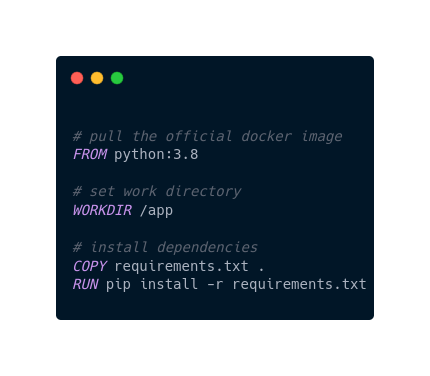 # pull the official docker image
FROM python:3.8
# set work directory
WORKDIR /app
# install dependencies
COPY requirements.txt .
RUN pip install -r requirements.txt